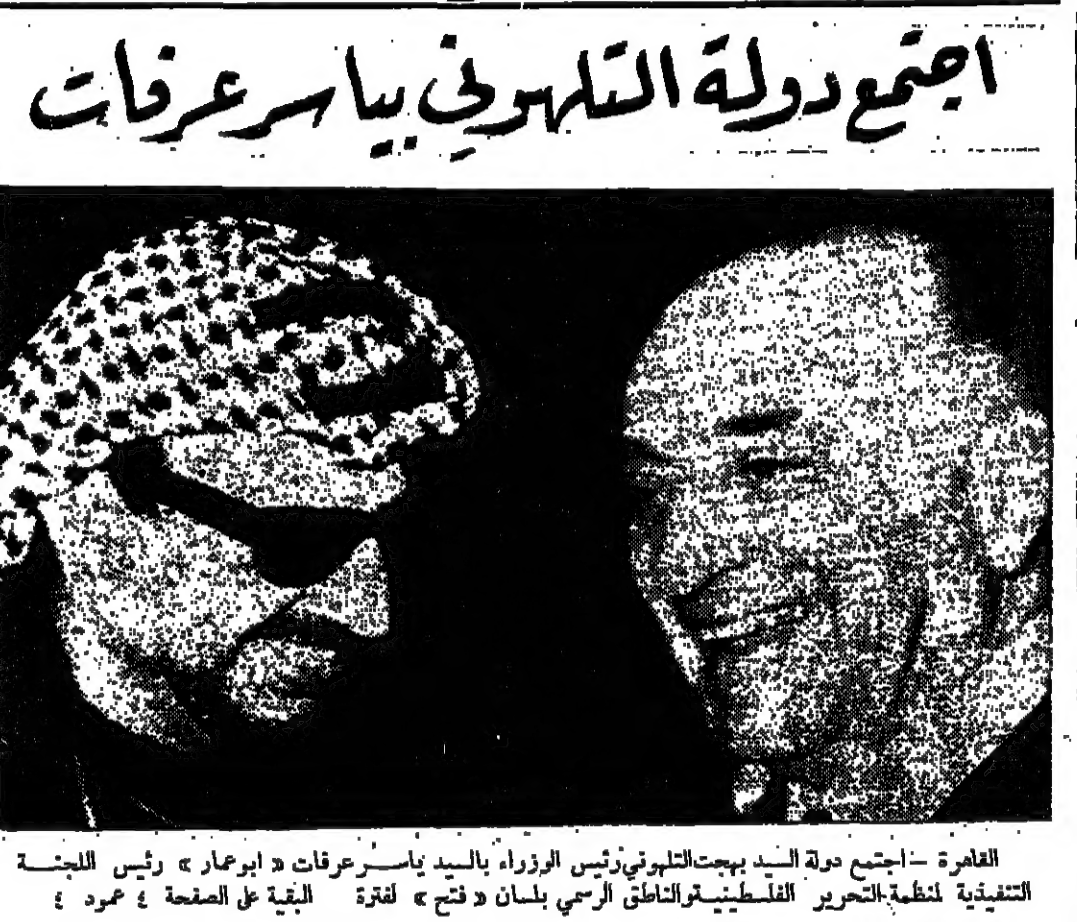 اجتمع دولة التلهوني بياسر عرفات
القاهرة – اجتمع دولة السيد بهجت التلهوني رئيس الوزراء بالسيد ياسر عرفات « ابو عمار » رئيس اللجنة
التنفيذية لمنظمة التحرير الفلسطينية والناطق الرسمي بلسان « فتح » لفترة البقية على الصفحة ٤ عمود ٤